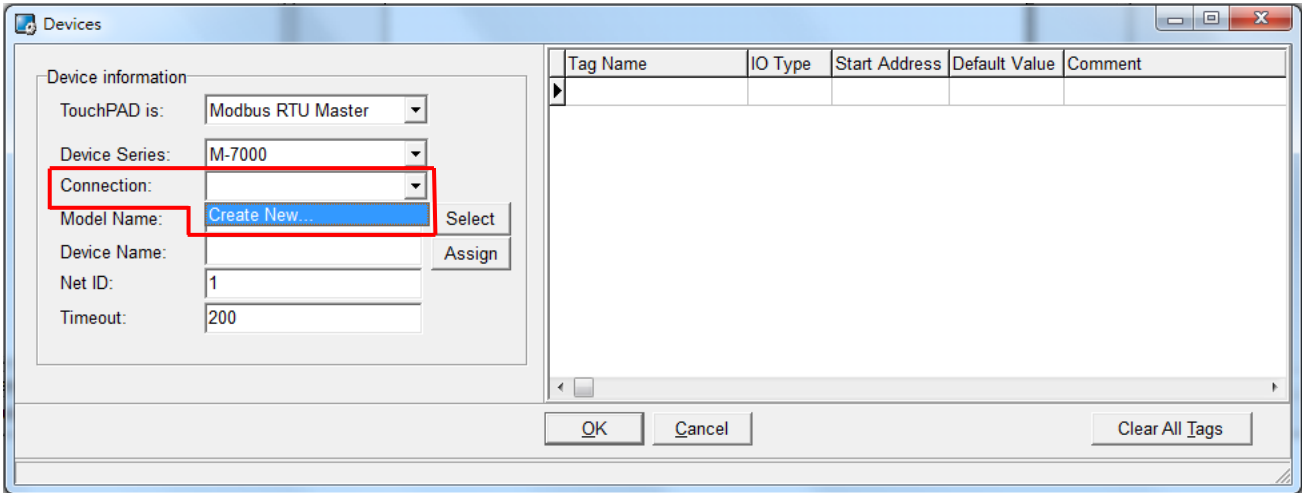 Devices
Device information
TouchPAD is: Modbus RTU Master
Device Series: M-7000
Connection:
Create New...
Model Name: Select
Device Name: Assign
Net ID: 1
Timeout: 200
Tag Name IO Type Start Address Default Value Comment
OK Cancel Clear All Tags